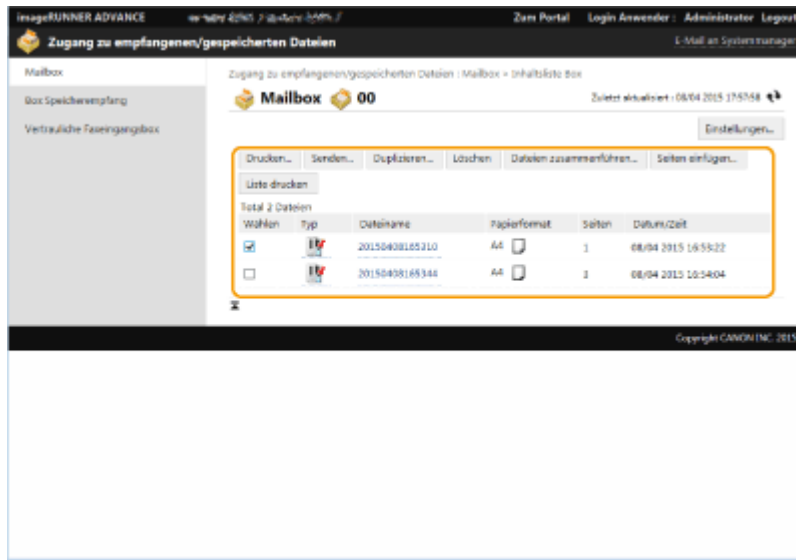 imageRUNNER ADVANCE Zum Portal Login Anwender : Administrator Logout
Zugang zu empfangenen/gespeicherten Dateien E-Mail an Systemmanager
Mailbox
Box Speicherempfang
Vertrauliche Faxeingangsbox
Zugang zu empfangenen/gespeicherten Dateien : Mailbox > Inhaltsliste Box
Mailbox 00 Zuletzt aktualisiert : 08/04 2015 17:57:58
Einstellungen...
Drucken... Senden... Duplizieren... Löschen Dateien zusammenführen... Seiten einfügen...
Liste drucken
Total 2 Dateien
Wählen Typ Dateiname Papierformat Seiten Datum/Zeit
20150408165310 A4 1 08/04 2015 16:53:22
20150408165344 A4 08/04 2015 16:54:04
Copyright CANON INC. 2015